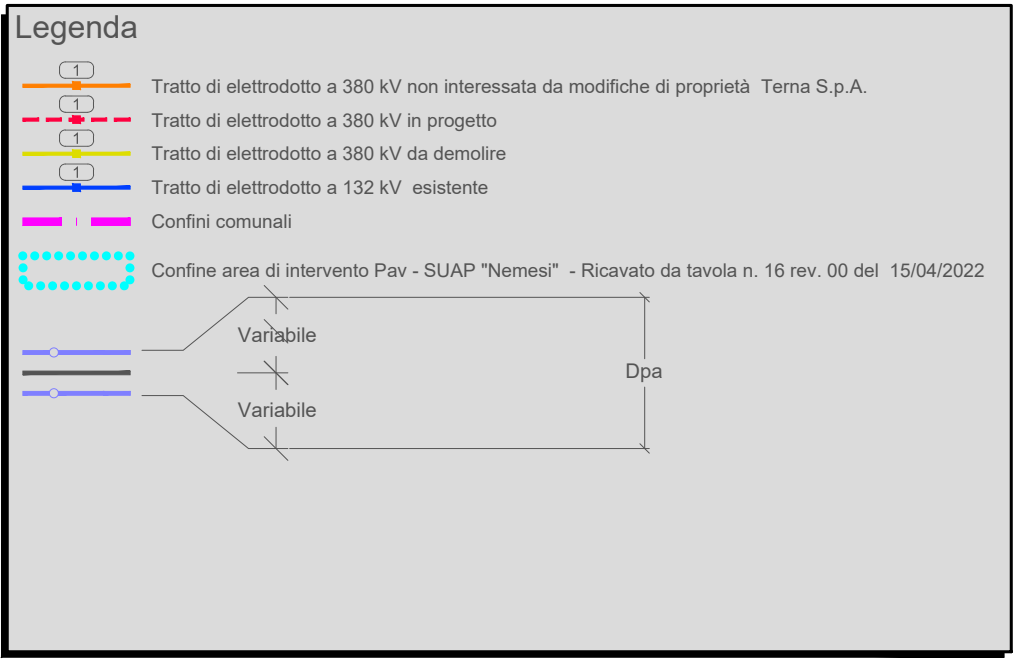 Legenda
1
Tratto di elettrodotto a 380 kV non interessata da modifiche di proprietà Terna S.p.A.
1
Tratto di elettrodotto a 380 kV in progetto
1
Tratto di elettrodotto a 380 kV da demolire
1
Tratto di elettrodotto a 132 kV esistente
Confini comunali
Confine area di intervento Pav - SUAP "Nemesi" - Ricavato da tavola n. 16 rev. 00 del 15/04/2022
Variabile
Dpa
Variabile